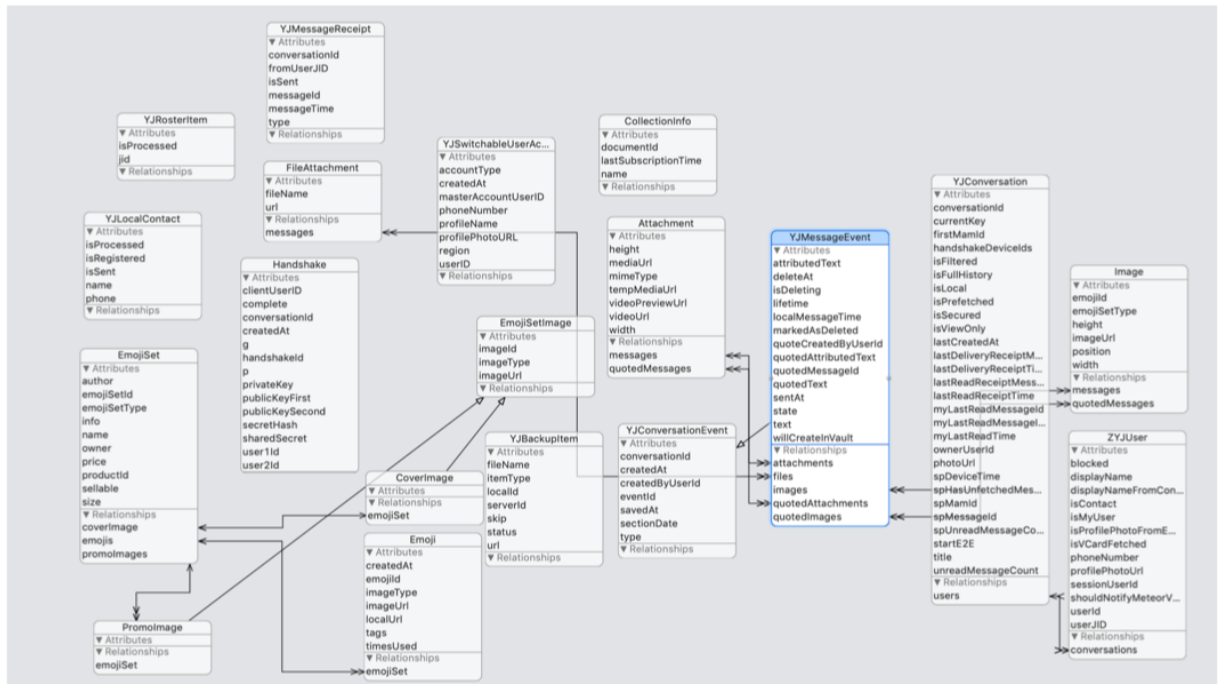 YJMessageReceipt
▼ Attributes
conversationId
fromUserJID
isSent
messageId
messageTime
type
▼ Relationships
YJRosterItem
▼ Attributes
isProcessed
jid
▼ Relationships
FileAttachment
▼ Attributes
fileName
url
▼ Relationships
messages
YJSwitchableUserAc...
▼ Attributes
accountType
createdAt
masterAccountUserID
phoneNumber
profileName
profilePhotoURL
region
userID
▼ Relationships
CollectionInfo
▼ Attributes
documentId
lastSubscriptionTime
name
▼ Relationships
YJLocalContact
▼ Attributes
isProcessed
isRegistered
isSent
name
phone
▼ Relationships
Handshake
▼ Attributes
clientUserID
complete
conversationId
createdAt
g
handshakeId
p
privateKey
publicKeyFirst
publicKeySecond
secretHash
sharedSecret
user1Id
user2Id
Attachment
▼ Attributes
height
mediaUrl
mimeType
tempMediaUrl
videoPreviewUrl
videoUrl
width
▼ Relationships
messages
quotedMessages
YJMessageEvent
▼ Attributes
attributedText
deleteAt
isDeleting
lifetime
localMessageTime
markedAsDeleted
quoteCreatedByUserId
quotedAttributedText
quotedMessageId
quotedText
sentAt
state
text
willCreateInVault
▼ Relationships
attachments
files
images
quotedAttachments
quotedImages
YJConversation
▼ Attributes
conversationId
currentKey
firstMamId
handshakeDeviceIds
isFiltered
isFullHistory
isLocal
isPrefetched
isSecured
isViewOnly
lastCreatedAt
lastDeliveryReceiptM...
lastDeliveryReceiptTi...
lastReadReceiptMess...
lastReadReceiptTime
myLastReadMessageId
myLastReadMessageI...
myLastReadTime
ownerUserId
photoUrl
spDeviceTime
spHasUnfetchedMes...
spMamId
spMessageId
spUnreadMessageCo...
startE2E
title
unreadMessageCount
▼ Relationships
users
Image
▼ Attributes
emojiId
emojiSetType
height
imageUrl
position
width
▼ Relationships
messages
quotedMessages
EmojiSetImage
▼ Attributes
imageId
imageType
imageUrl
▼ Relationships
EmojiSet
▼ Attributes
author
emojiSetId
emojiSetType
info
name
owner
price
productId
sellable
size
▼ Relationships
coverImage
emojis
promoImages
YJBackupItem
▼ Attributes
fileName
itemType
localId
serverId
skip
status
url
▼ Relationships
YJConversationEvent
▼ Attributes
conversationId
createdAt
createdByUserId
eventId
savedAt
sectionDate
type
▼ Relationships
ZYJUser
▼ Attributes
blocked
displayName
displayNameFromCon...
isContact
isMyUser
isProfilePhotoFromE...
isVCardFetched
phoneNumber
profilePhotoUrl
sessionUserId
shouldNotifyMeteorV...
userId
userJID
▼ Relationships
conversations
CoverImage
▼ Attributes
▼ Relationships
emojiSet
Emoji
▼ Attributes
createdAt
emojiId
imageType
imageUrl
localUrl
tags
timesUsed
▼ Relationships
emojiSet
PromoImage
▼ Attributes
▼ Relationships
emojiSet